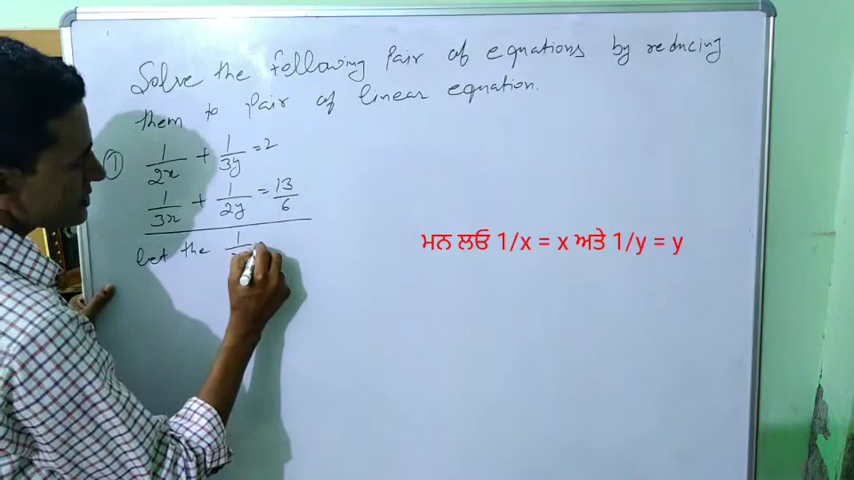 Solve the following Pair of equations by reducing
them to Pair of linear equation.
① 1/2x + 1/3y = 2
1/3x + 1/2y = 13/6
Let the 1/
ਮਨ ਲਓ 1/x = x ਅਤੇ 1/y = y